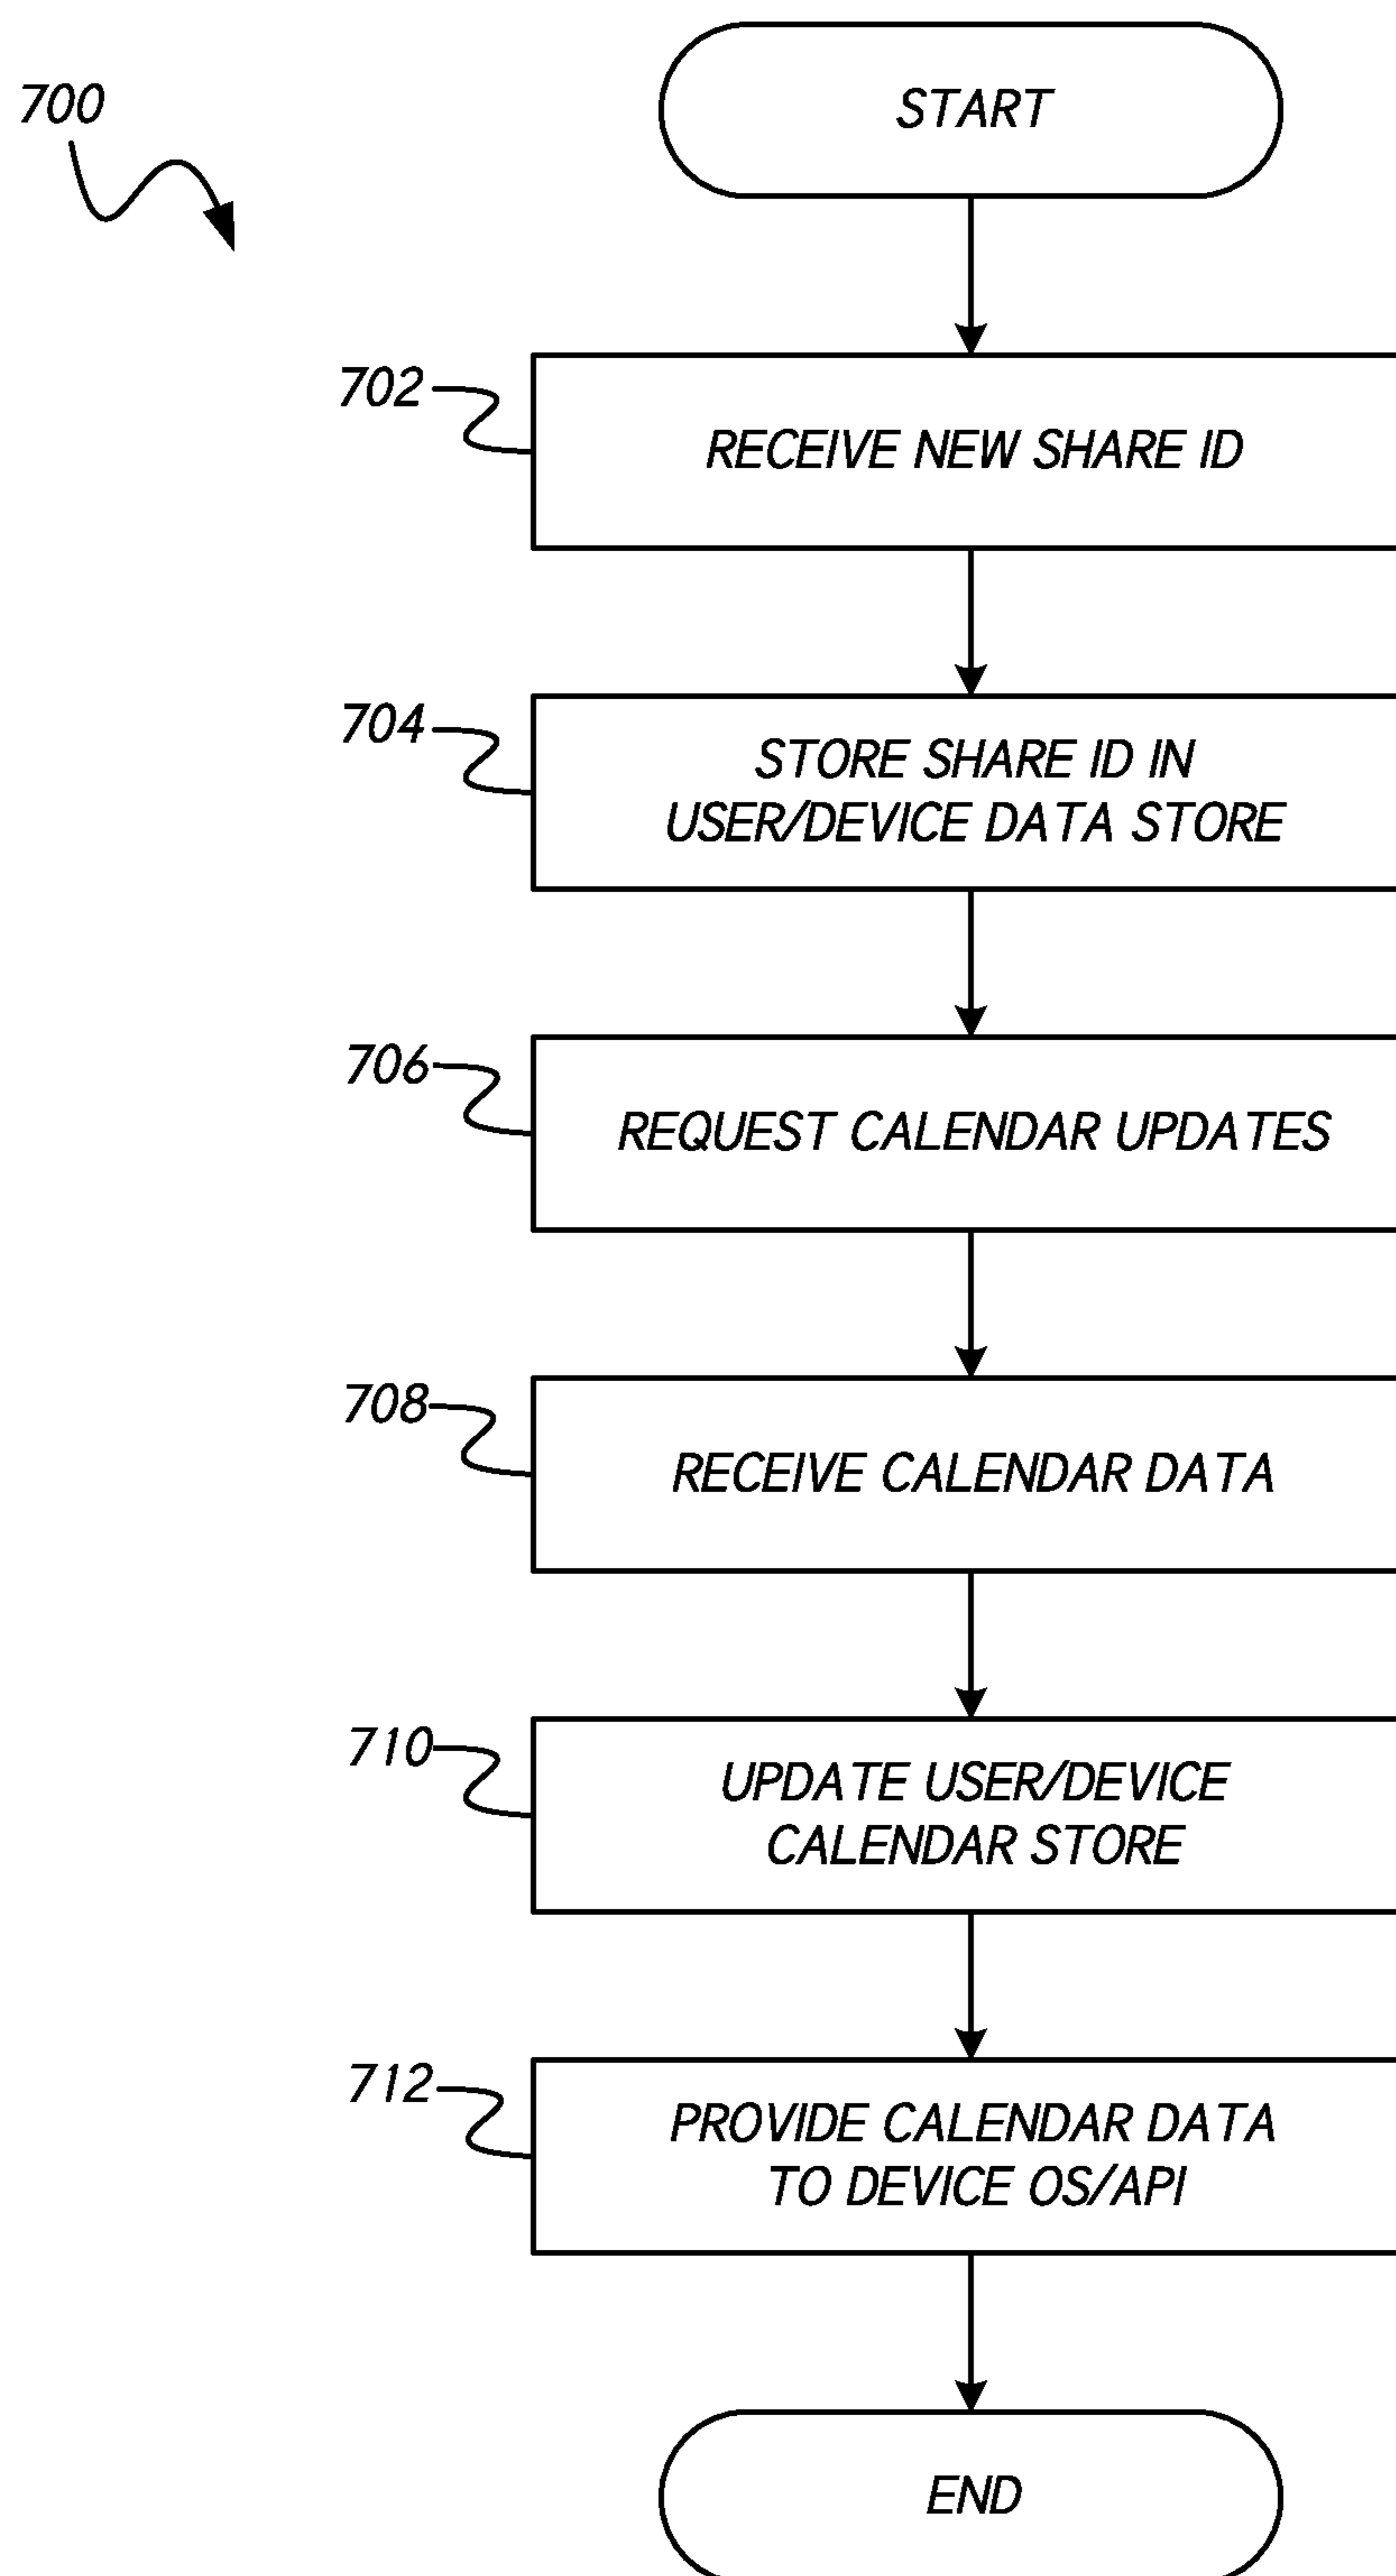 700
START
702
RECEIVE NEW SHARE ID
704
STORE SHARE ID IN
USER/DEVICE DATA STORE
706
REQUEST CALENDAR UPDATES
708
RECEIVE CALENDAR DATA
710
UPDATE USER/DEVICE
CALENDAR STORE
712
PROVIDE CALENDAR DATA
TO DEVICE OS/API
END